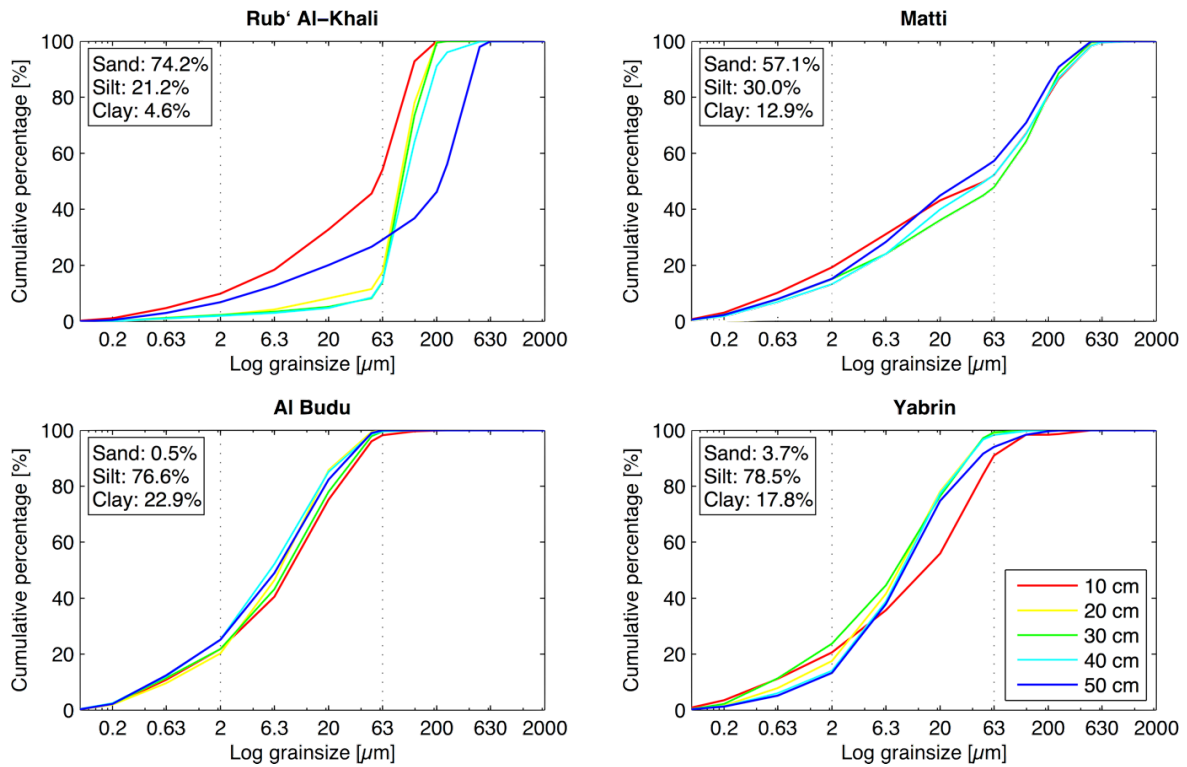 Rub‘ Al–Khali
Cumulative percentage [%]
100
80
60
40
20
0
Sand: 74.2%
Silt: 21.2%
Clay: 4.6%
0.2 0.63 2 6.3 20 63 200 630 2000
Log grainsize [µm]
Matti
Cumulative percentage [%]
100
80
60
40
20
0
Sand: 57.1%
Silt: 30.0%
Clay: 12.9%
0.2 0.63 2 6.3 20 63 200 630 2000
Log grainsize [µm]
Al Budu
Cumulative percentage [%]
100
80
60
40
20
0
Sand: 0.5%
Silt: 76.6%
Clay: 22.9%
0.2 0.63 2 6.3 20 63 200 630 2000
Log grainsize [µm]
Yabrin
Cumulative percentage [%]
100
80
60
40
20
0
Sand: 3.7%
Silt: 78.5%
Clay: 17.8%
10 cm
20 cm
30 cm
40 cm
50 cm
0.2 0.63 2 6.3 20 63 200 630 2000
Log grainsize [µm]